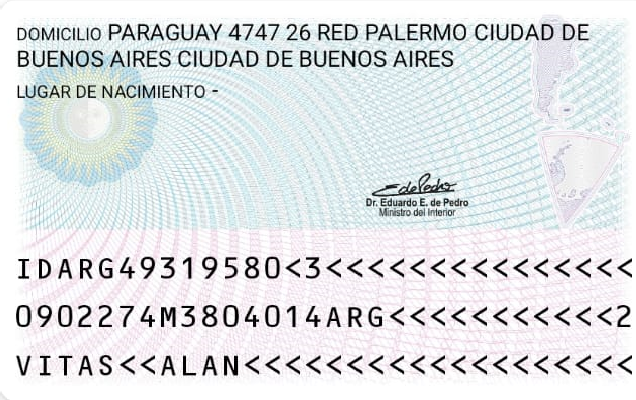 DOMICILIO PARAGUAY 4747 26 RED PALERMO CIUDAD DE
BUENOS AIRES CIUDAD DE BUENOS AIRES
LUGAR DE NACIMIENTO -
EdePedro
Dr. Eduardo E. de Pedro
Ministro del Interior
IDARG49319580<3<<<<<<<<<<<<<<<
0902274M3804014ARG<<<<<<<<<<<2
VITAS<<ALAN<<<<<<<<<<<<<<<<<<<